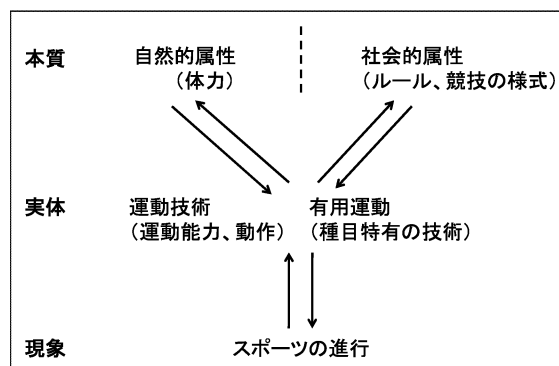 本質
自然的属性
(体力)
社会的属性
(ルール、競技の様式)
実体
運動技術
(運動能力、動作)
有用運動
(種目特有の技術)
現象
スポーツの進行